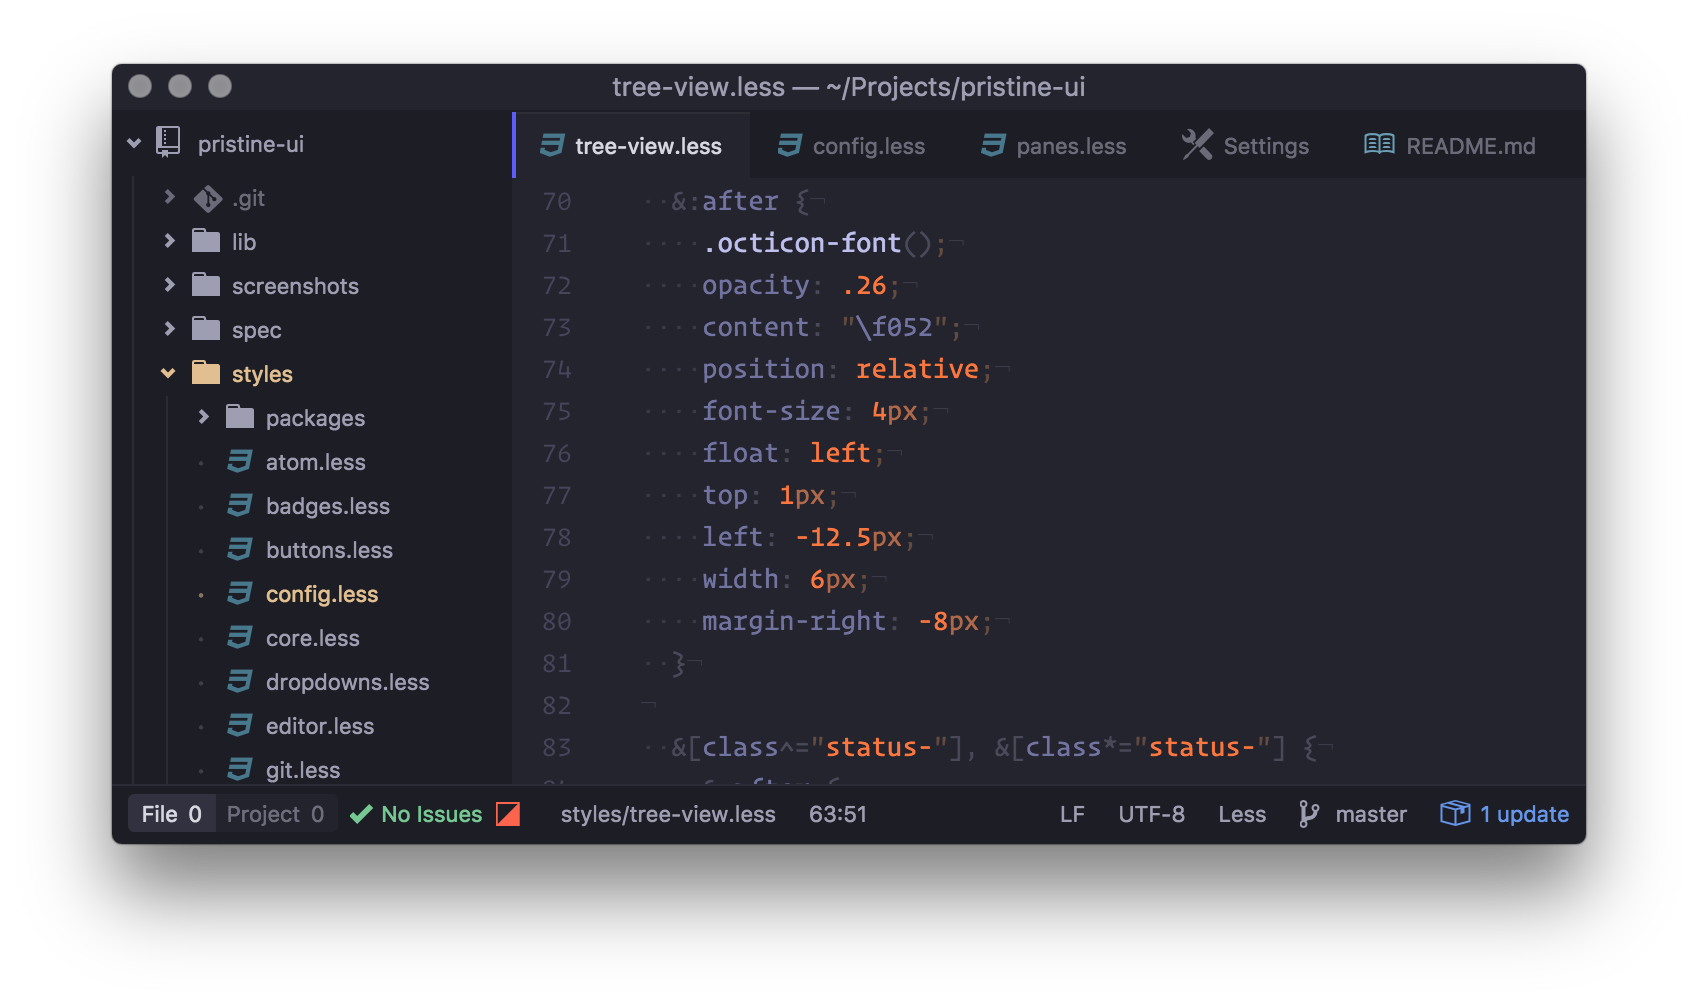 tree-view.less — ~/Projects/pristine-ui
pristine-ui
.git
lib
screenshots
spec
styles
packages
atom.less
badges.less
buttons.less
config.less
core.less
dropdowns.less
editor.less
git.less
tree-view.less config.less panes.less Settings README.md
70 &:after {
71 .octicon-font();
72 opacity: .26;
73 content: "\f052";
74 position: relative;
75 font-size: 4px;
76 float: left;
77 top: 1px;
78 left: -12.5px;
79 width: 6px;
80 margin-right: -8px;
81 }
82
83 &[class^="status-"], &[class*="status-"] {
File 0 Project 0 No Issues styles/tree-view.less 63:51 LF UTF-8 Less master 1 update